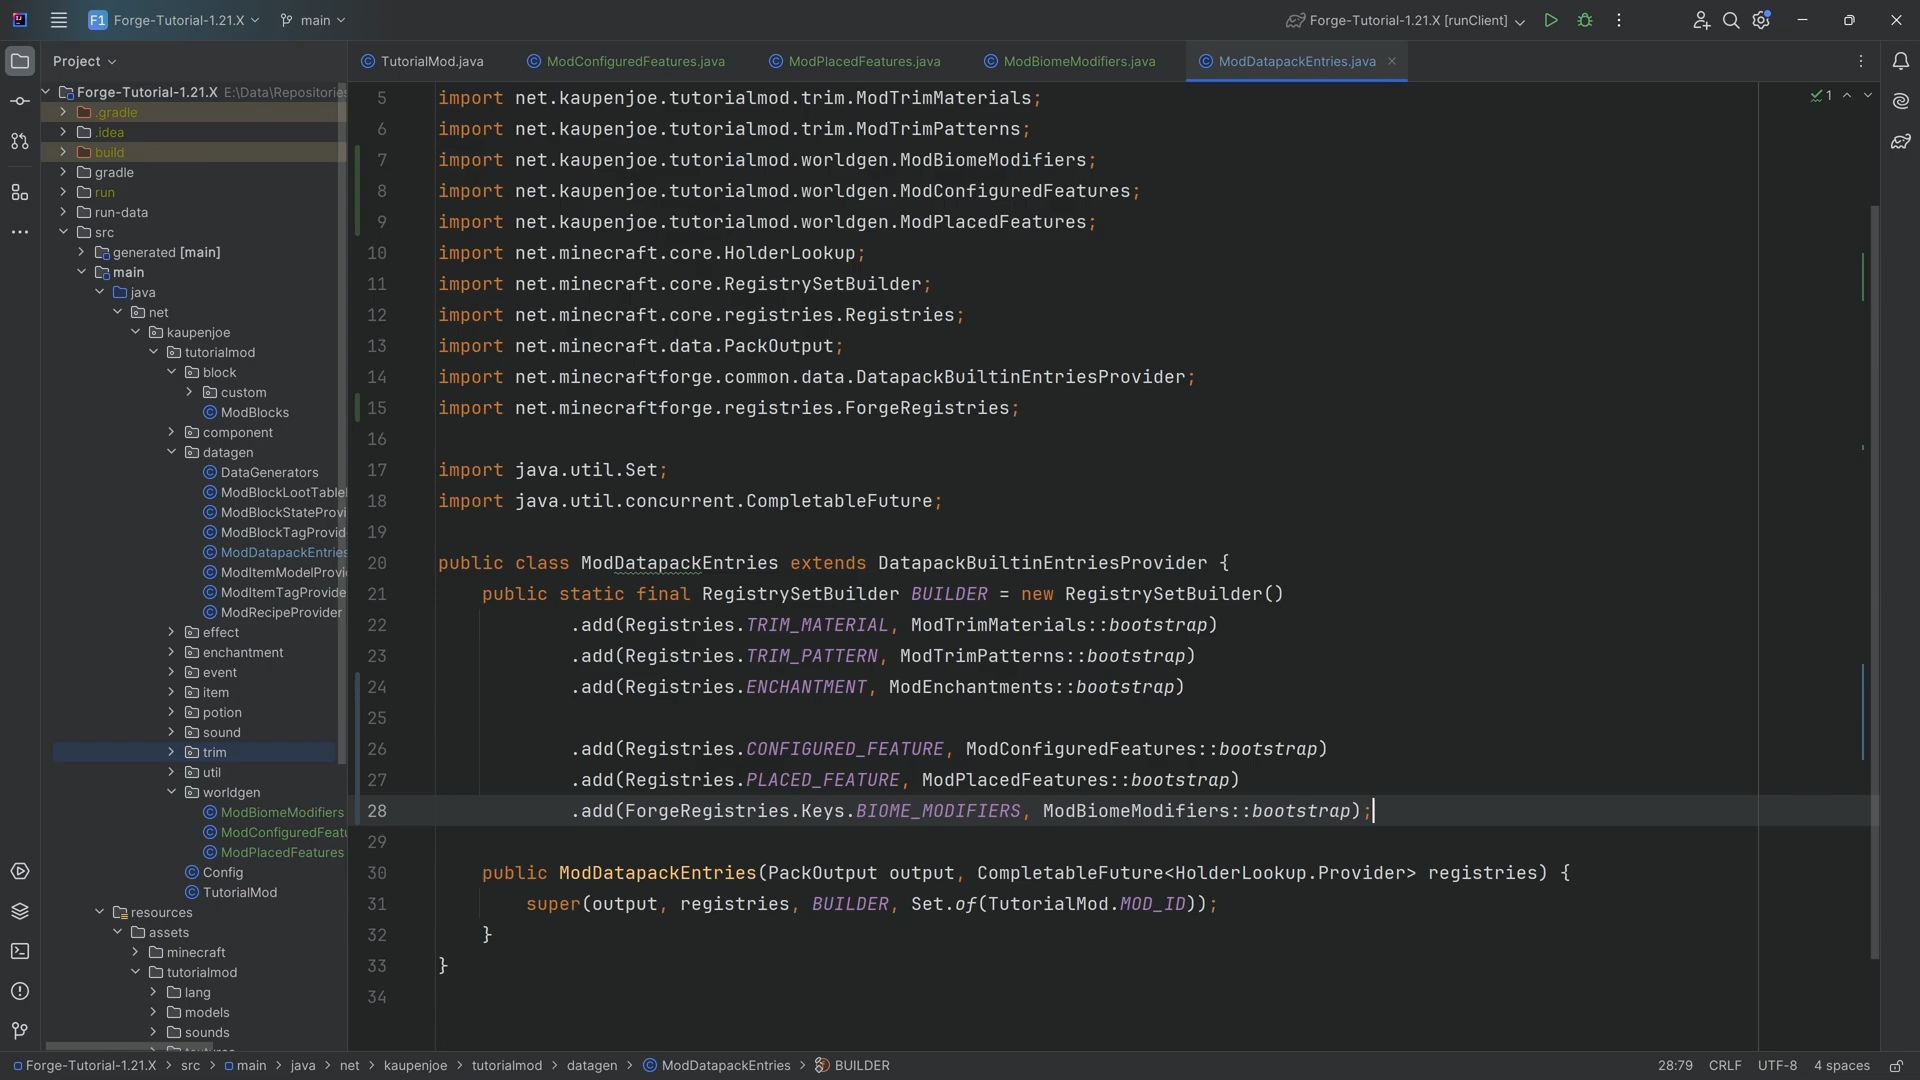 F1 Forge-Tutorial-1.21.X main Forge-Tutorial-1.21.X [runClient]
Project
TutorialMod.java ModConfiguredFeatures.java ModPlacedFeatures.java ModBiomeModifiers.java ModDatapackEntries.java
Forge-Tutorial-1.21.X E:\Data\Repositories
.gradle
.idea
build
gradle
run
run-data
src
generated [main]
main
java
net
kaupenjoe
tutorialmod
block
custom
ModBlocks
component
datagen
DataGenerators
ModBlockLootTable
ModBlockStateProvi
ModBlockTagProvid
ModDatapackEntries
ModItemModelProvi
ModItemTagProvide
ModRecipeProvider
effect
enchantment
event
item
potion
sound
trim
util
worldgen
ModBiomeModifiers
ModConfiguredFeatu
ModPlacedFeatures
Config
TutorialMod
resources
assets
minecraft
tutorialmod
lang
models
sounds
1
5 import net.kaupenjoe.tutorialmod.trim.ModTrimMaterials;
6 import net.kaupenjoe.tutorialmod.trim.ModTrimPatterns;
7 import net.kaupenjoe.tutorialmod.worldgen.ModBiomeModifiers;
8 import net.kaupenjoe.tutorialmod.worldgen.ModConfiguredFeatures;
9 import net.kaupenjoe.tutorialmod.worldgen.ModPlacedFeatures;
10 import net.minecraft.core.HolderLookup;
11 import net.minecraft.core.RegistrySetBuilder;
12 import net.minecraft.core.registries.Registries;
13 import net.minecraft.data.PackOutput;
14 import net.minecraftforge.common.data.DatapackBuiltinEntriesProvider;
15 import net.minecraftforge.registries.ForgeRegistries;
16
17 import java.util.Set;
18 import java.util.concurrent.CompletableFuture;
19
20 public class ModDatapackEntries extends DatapackBuiltinEntriesProvider {
21 public static final RegistrySetBuilder BUILDER = new RegistrySetBuilder()
22 .add(Registries.TRIM_MATERIAL, ModTrimMaterials::bootstrap)
23 .add(Registries.TRIM_PATTERN, ModTrimPatterns::bootstrap)
24 .add(Registries.ENCHANTMENT, ModEnchantments::bootstrap)
25
26 .add(Registries.CONFIGURED_FEATURE, ModConfiguredFeatures::bootstrap)
27 .add(Registries.PLACED_FEATURE, ModPlacedFeatures::bootstrap)
28 .add(ForgeRegistries.Keys.BIOME_MODIFIERS, ModBiomeModifiers::bootstrap);
29
30 public ModDatapackEntries(PackOutput output, CompletableFuture<HolderLookup.Provider> registries) {
31 super(output, registries, BUILDER, Set.of(TutorialMod.MOD_ID));
32 }
33 }
34
Forge-Tutorial-1.21.X > src > main > java > net > kaupenjoe > tutorialmod > datagen > ModDatapackEntries > BUILDER 28:79 CRLF UTF-8 4 spaces